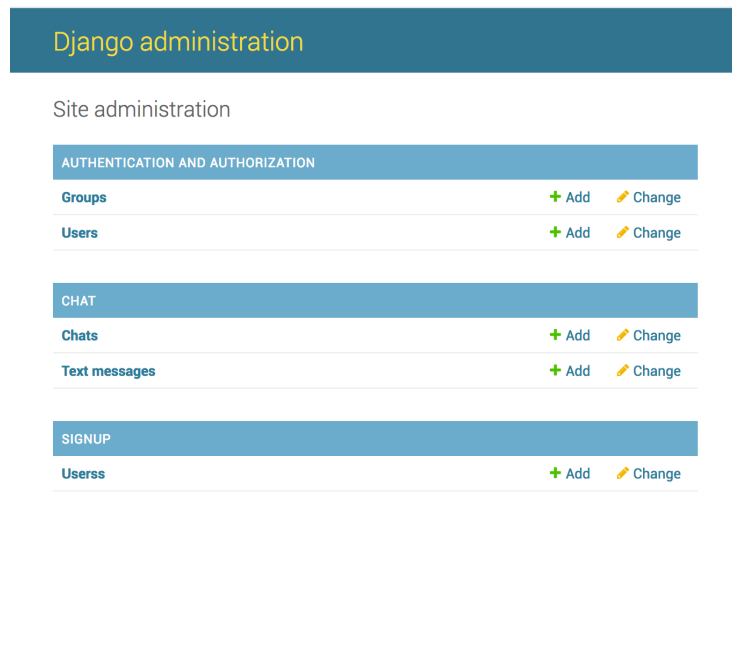 Django administration
Site administration
AUTHENTICATION AND AUTHORIZATION
Groups Add Change
Users Add Change
CHAT
Chats Add Change
Text messages Add Change
SIGNUP
Userss Add Change